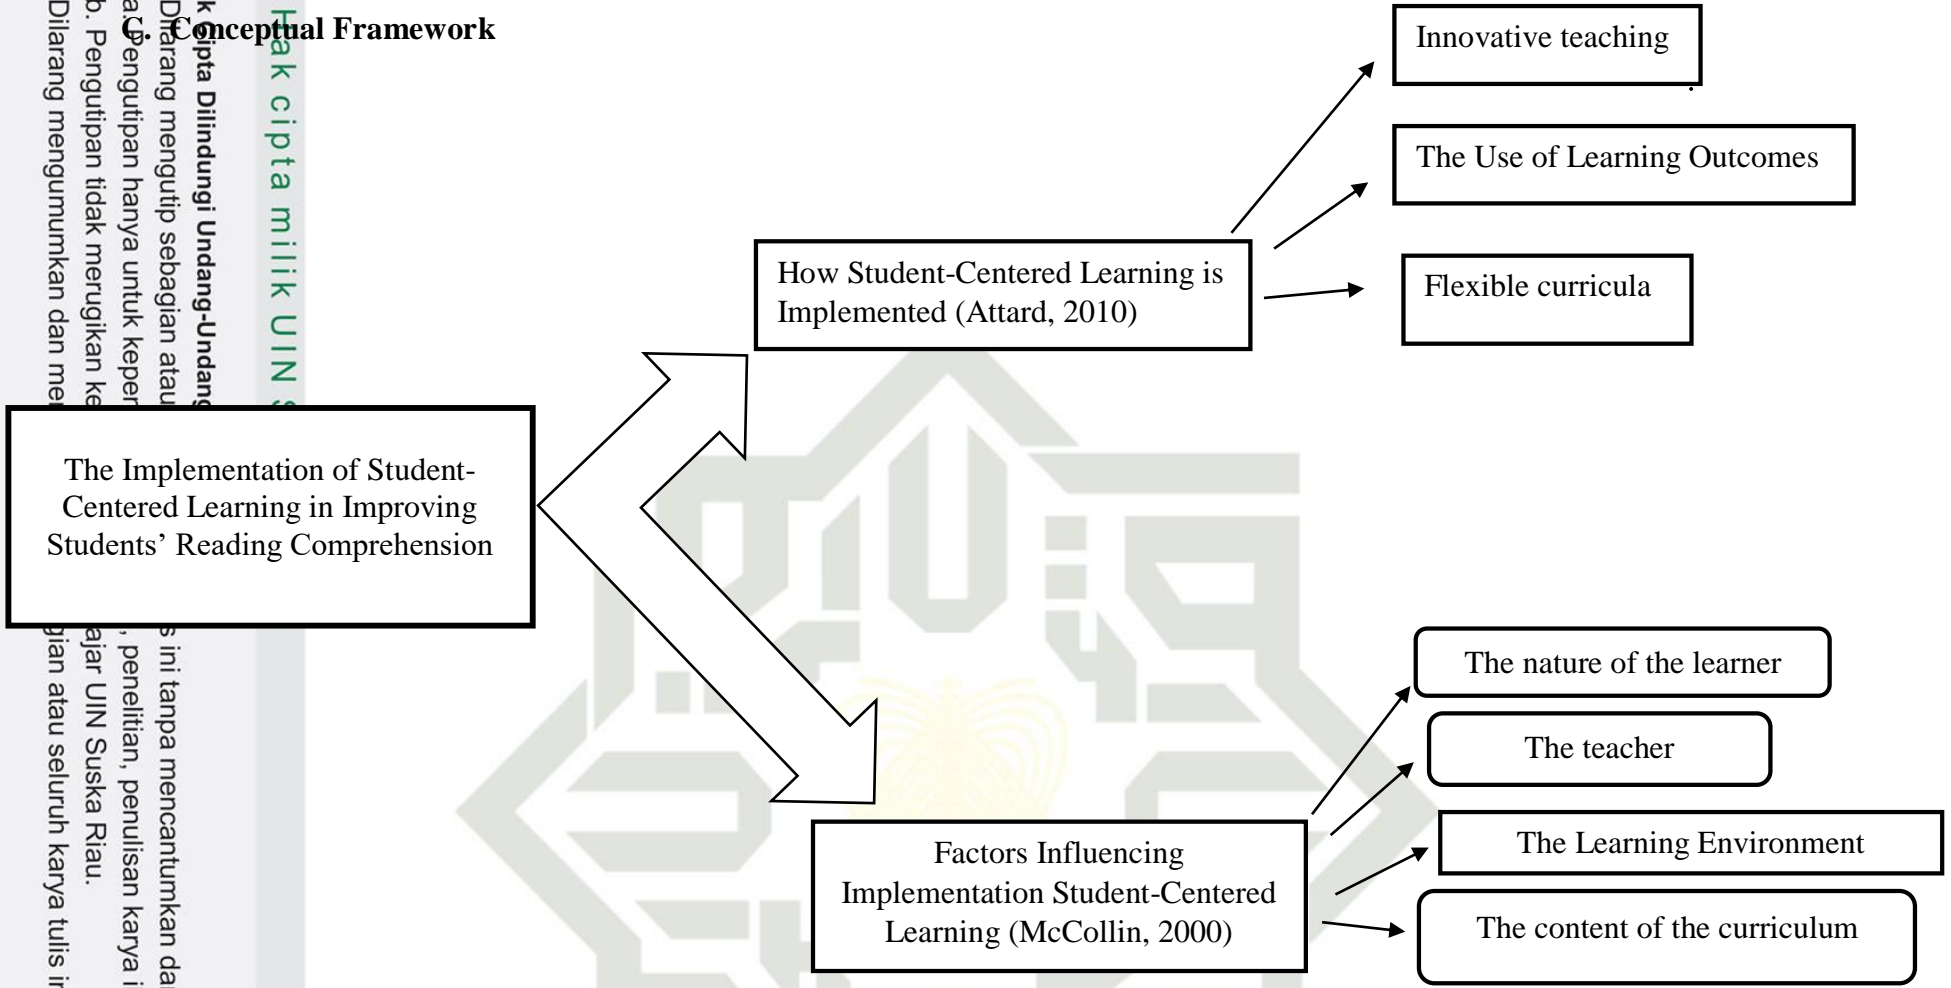 C. Conceptual Framework
Innovative teaching
.
The Use of Learning Outcomes
How Student-Centered Learning is
Implemented (Attard, 2010)
Flexible curricula
The Implementation of Student-
Centered Learning in Improving
Students’ Reading Comprehension
The nature of the learner
The teacher
Factors Influencing
Implementation Student-Centered
Learning (McCollin, 2000)
The Learning Environment
The content of the curriculum
Hak cipta milik UIN
k Cipta Dilindungi Undang-Undang
Dilarang mengutip sebagian atau
s ini tanpa mencantumkan dan
a. Pengutipan hanya untuk keper
, penelitian, penulisan karya i
b. Pengutipan tidak merugikan ke
ajar UIN Suska Riau.
Dilarang mengumumkan dan me
gian atau seluruh karya tulis in